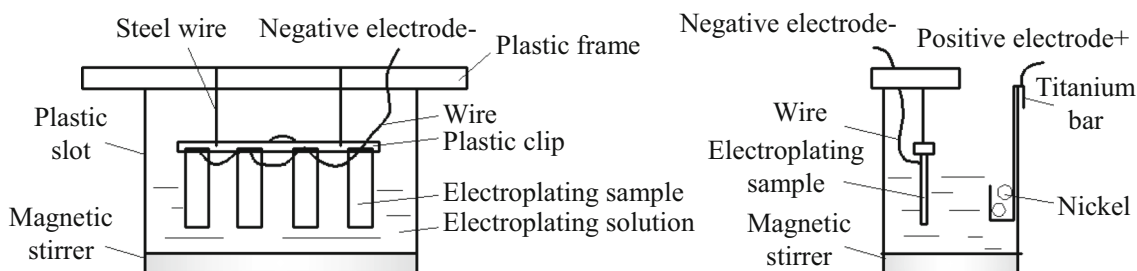 Steel wire
Negative electrode-
Plastic frame
Plastic
slot
Wire
Plastic clip
Electroplating sample
Electroplating solution
Magnetic
stirrer
Negative electrode-
Positive electrode+
Titanium
bar
Wire
Electroplating
sample
Nickel
Magnetic
stirrer